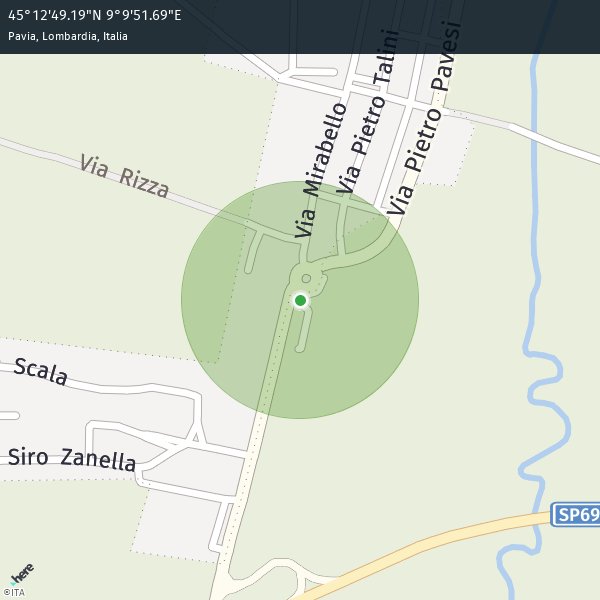 45°12'49.19"N 9°9'51.69"E
Pavia, Lombardia, Italia
Via Pietro Talini
Via Pietro Pavesi
Via Mirabello
Via Rizza
Scala
Siro Zanella
SP69
here
©ITA